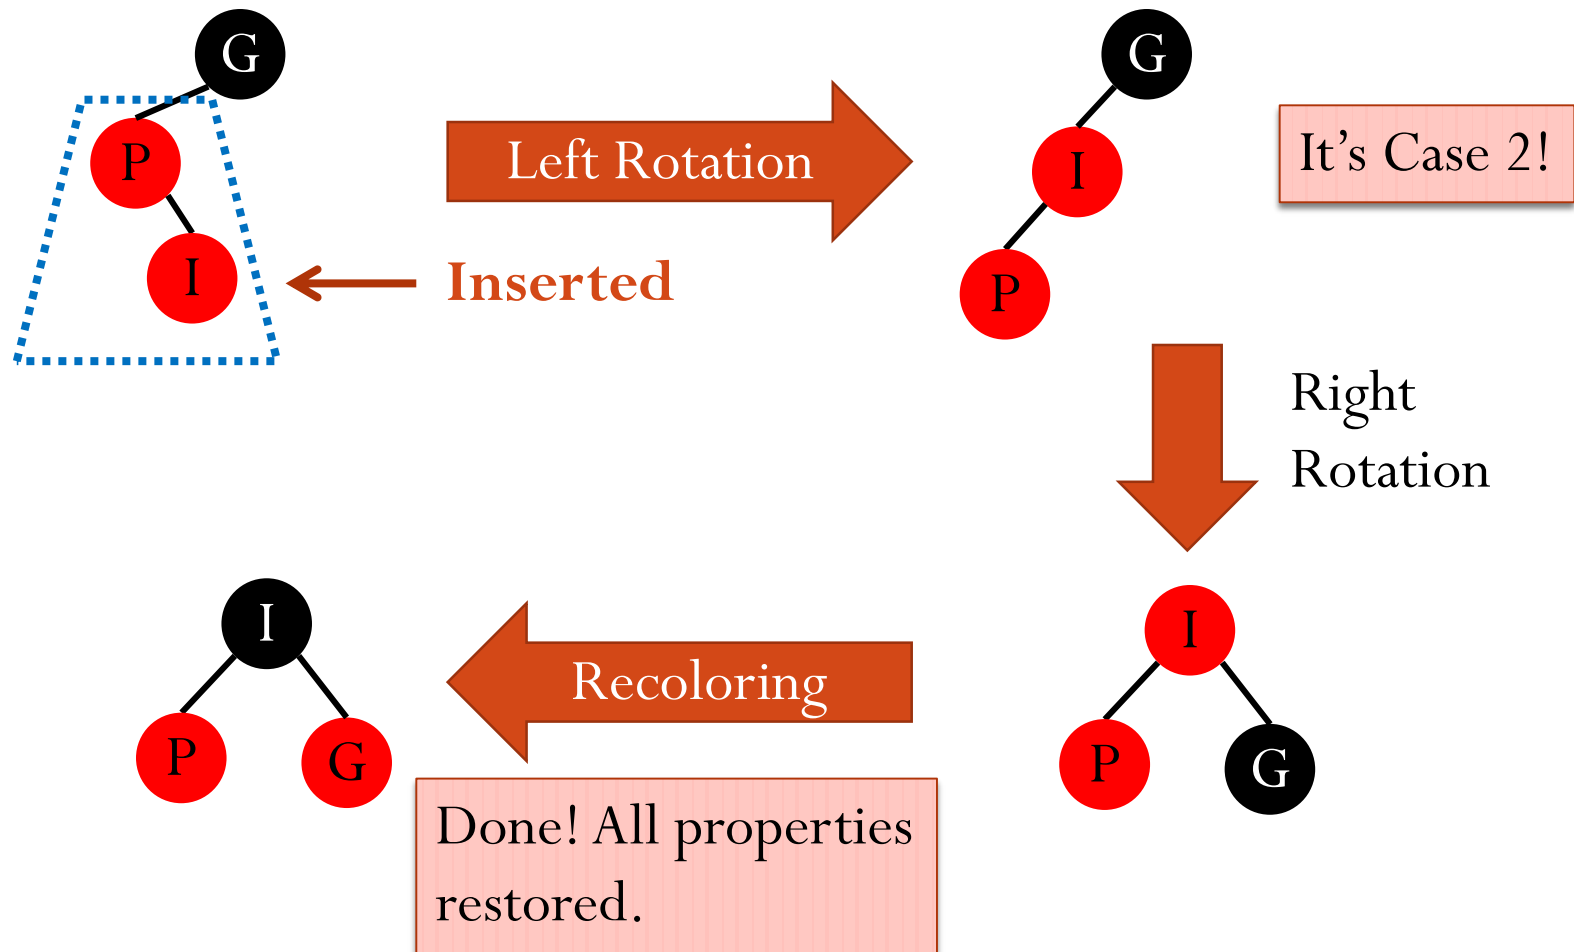 G
P
I
Left Rotation
Inserted
G
I
P
It's Case 2!
Right
Rotation
I
P
G
Recoloring
I
P
G
Done! All properties
restored.